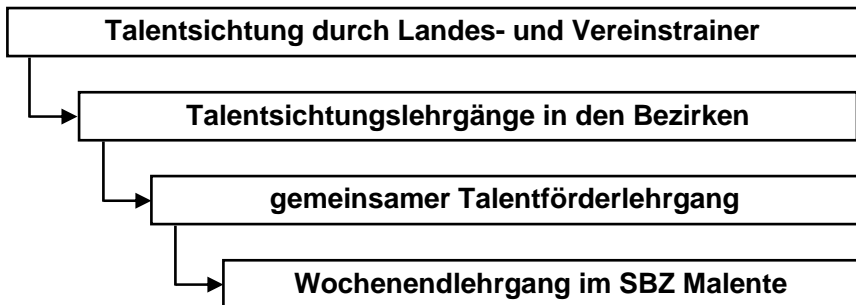 Talentsichtung durch Landes- und Vereinstrainer
Talentsichtungslehrgänge in den Bezirken
gemeinsamer Talentförderlehrgang
Wochenendlehrgang im SBZ Malente